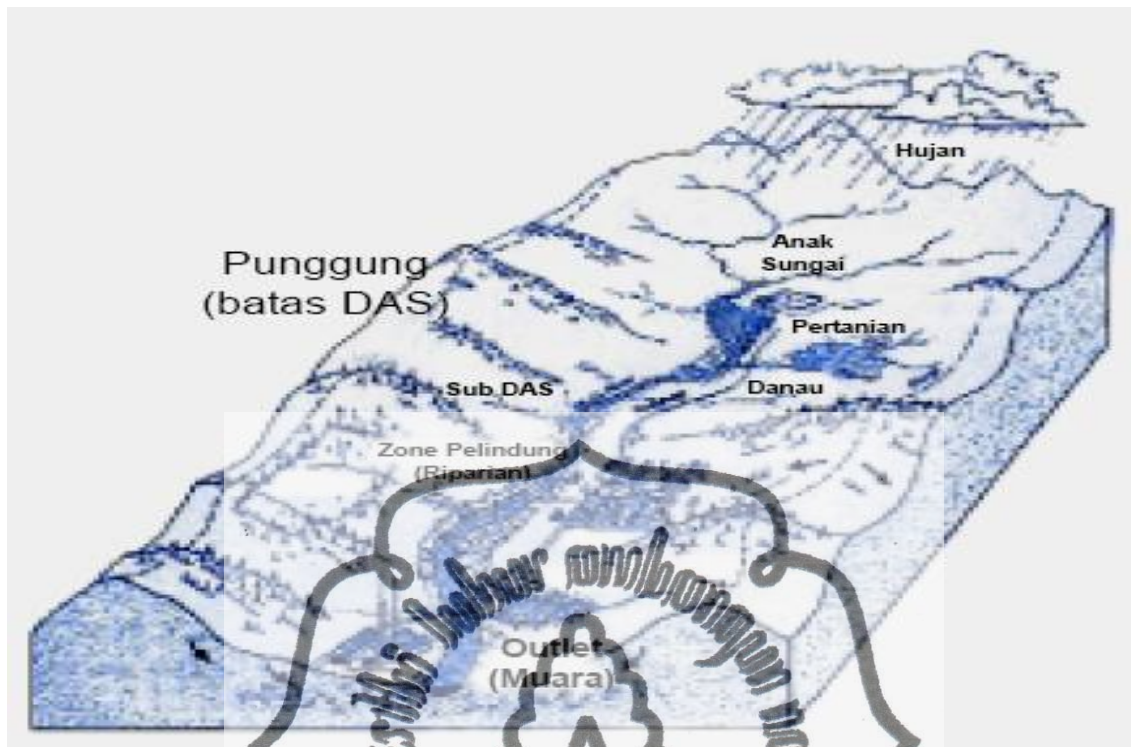 Hujan
Anak
Sungai
Punggung
(batas DAS)
Pertanian
Sub DAS
Danau
Zone Pelindung
(Riparian)
Outlet
(Muara)